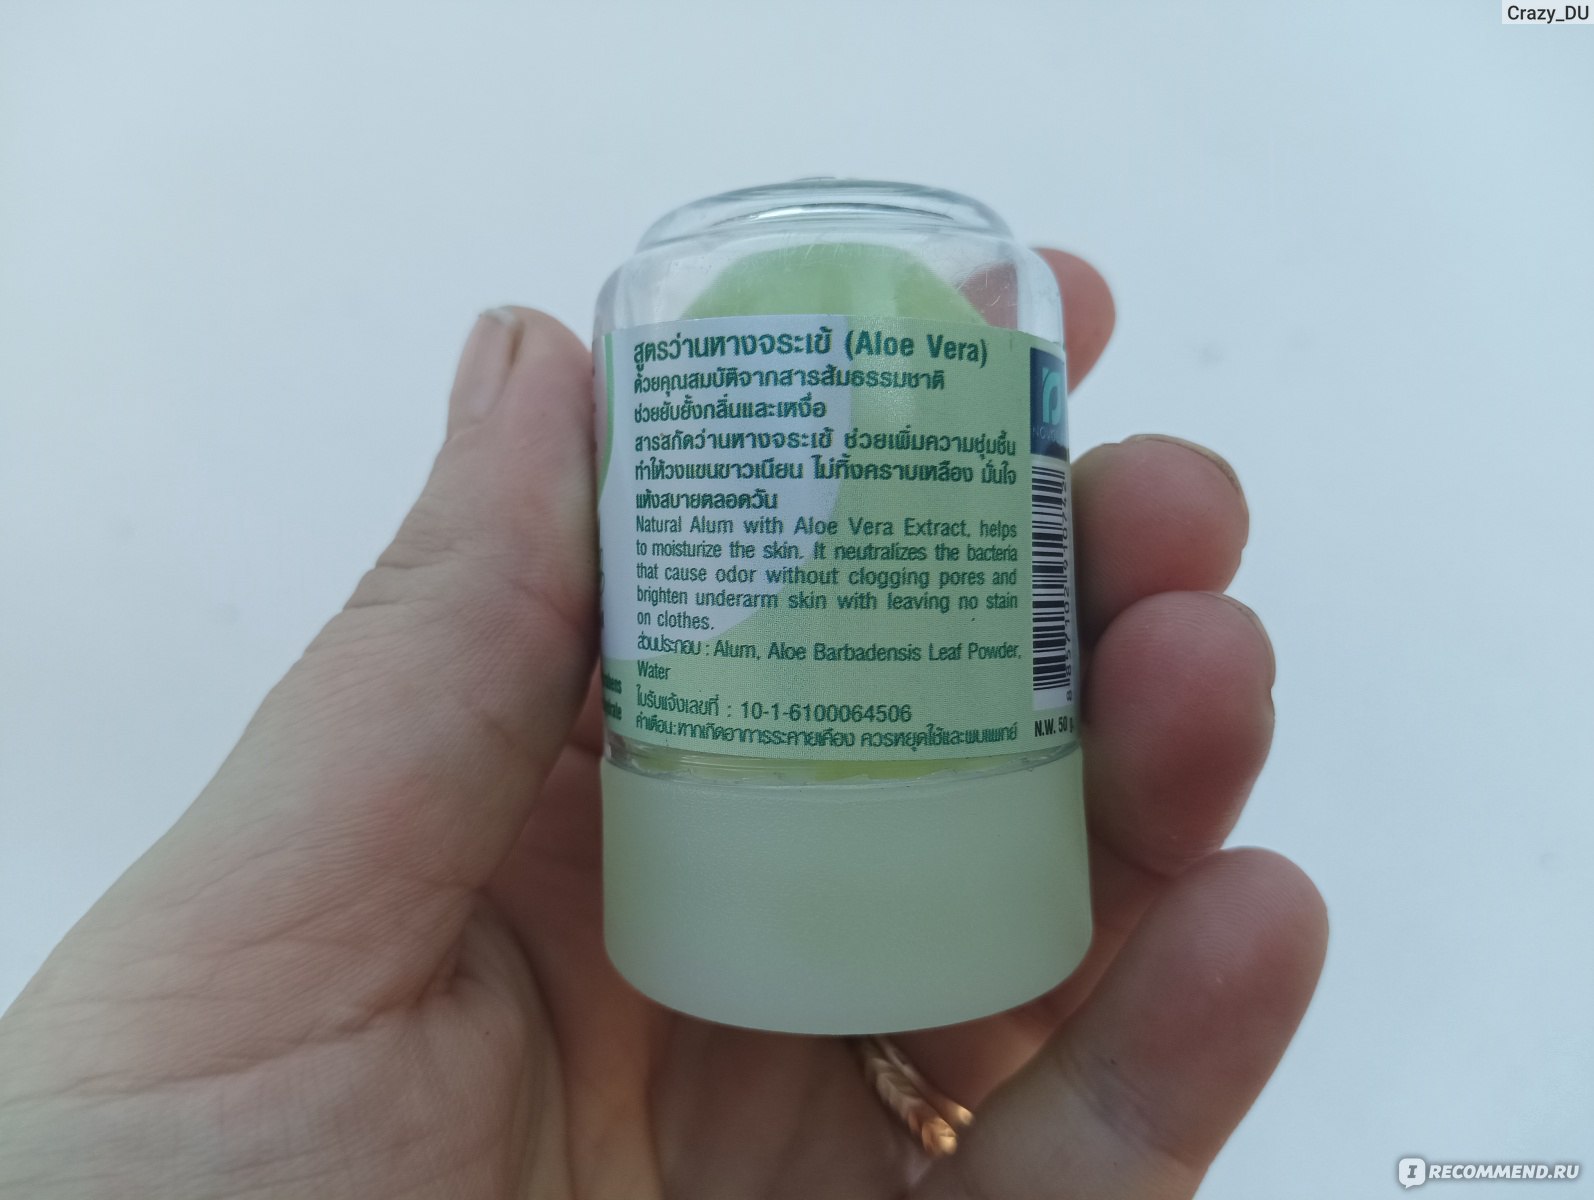 Crazy_DU
สูตรว่านหางจระเข้ (Aloe Vera)
ด้วยคุณสมบัติจากสารส้มธรรมชาติ
ช่วยยับยั้งกลิ่นและเหงื่อ
สารสกัดว่านหางจระเข้ ช่วยเพิ่มความชุ่มชื้น
ทำให้วงแขนขาวเนียน ไม่ทิ้งคราบเหลือง มั่นใจ
แห้งสบายตลอดวัน
Natural Alum with Aloe Vera Extract, helps
to moisturize the skin. It neutralizes the bacteria
that cause odor without clogging pores and
brighten underarm skin with leaving no stain
on clothes.
ส่วนประกอบ : Alum, Aloe Barbadensis Leaf Powder,
Water
ใบรับแจ้งเลขที่ : 10-1-6100064506
คำเตือน:หากเกิดอาการระคายเคือง ควรหยุดใช้และพบแพทย์
N.W. 50 g.
IRECOMMEND.RU